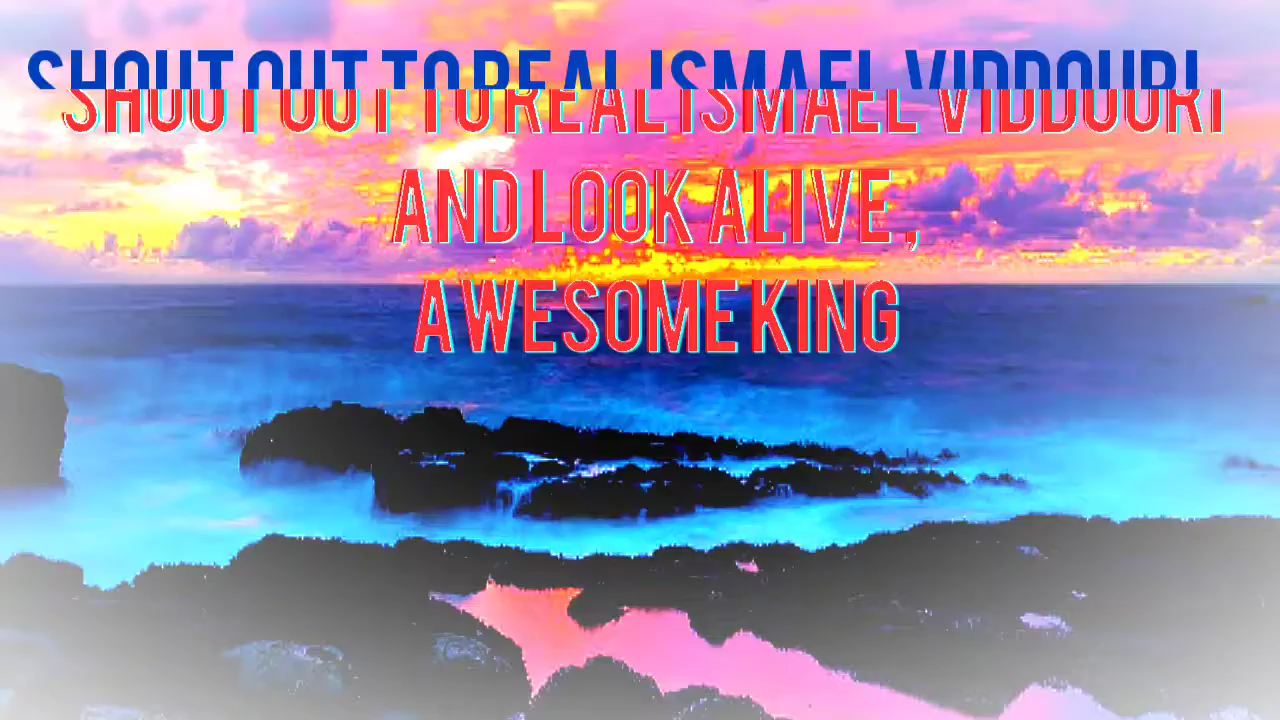 SHOUT OUT TO REAL ISMAEL VIDDOURI
AND LOOK ALIVE,
AWESOME KING